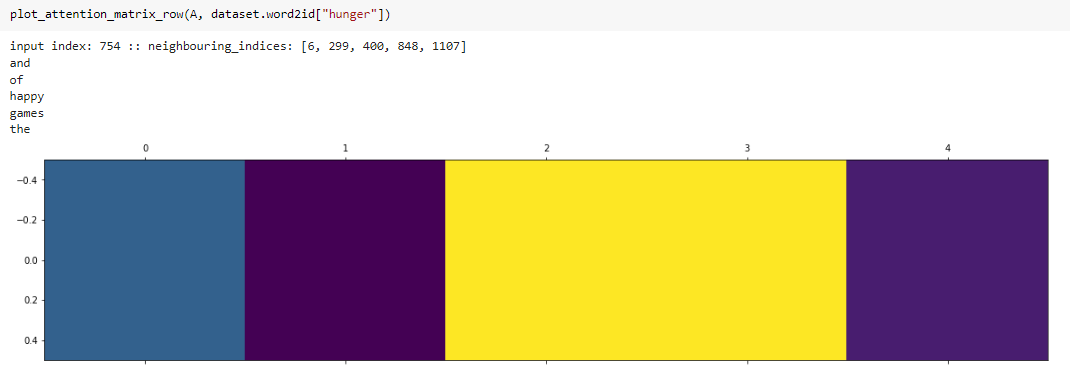 plot_attention_matrix_row(A, dataset.word2id["hunger"])
input index: 754 :: neighbouring_indices: [6, 299, 400, 848, 1107]
and
of
happy
games
the
0 1 2 3 4
−0.4
−0.2
0.0
0.2
0.4